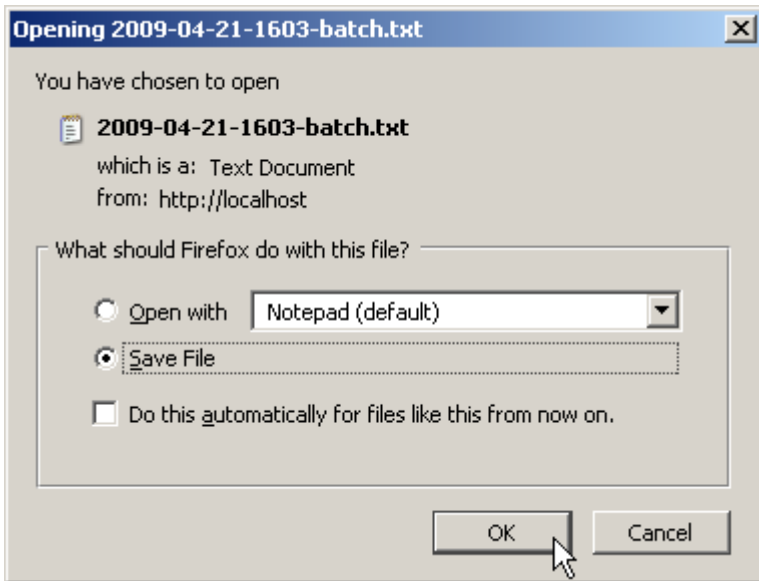 Opening 2009-04-21-1603-batch.txt
You have chosen to open
2009-04-21-1603-batch.txt
which is a: Text Document
from: http://localhost
What should Firefox do with this file?
Open with Notepad (default)
Save File
Do this automatically for files like this from now on.
OK Cancel